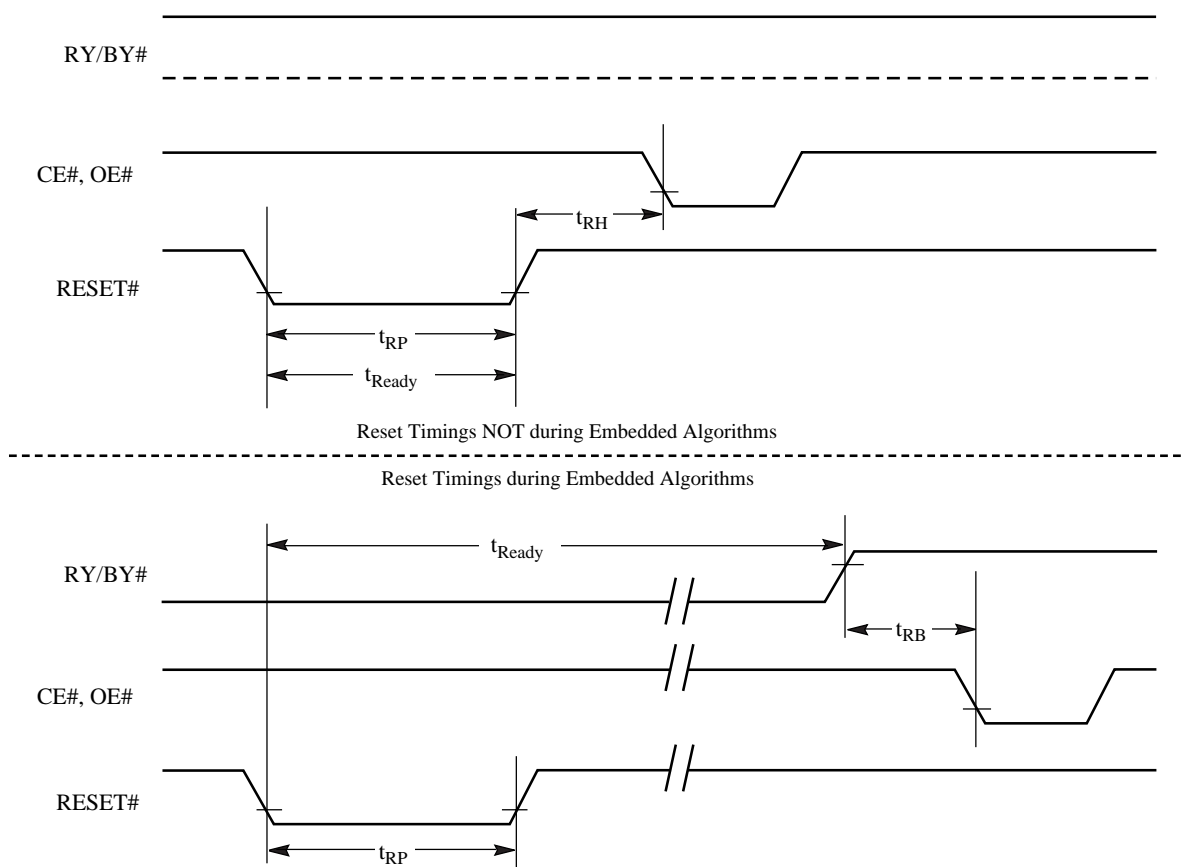 RY/BY#
CE#, OE#
tRH
RESET#
tRP
tReady
Reset Timings NOT during Embedded Algorithms
Reset Timings during Embedded Algorithms
tReady
RY/BY#
tRB
CE#, OE#
RESET#
tRP